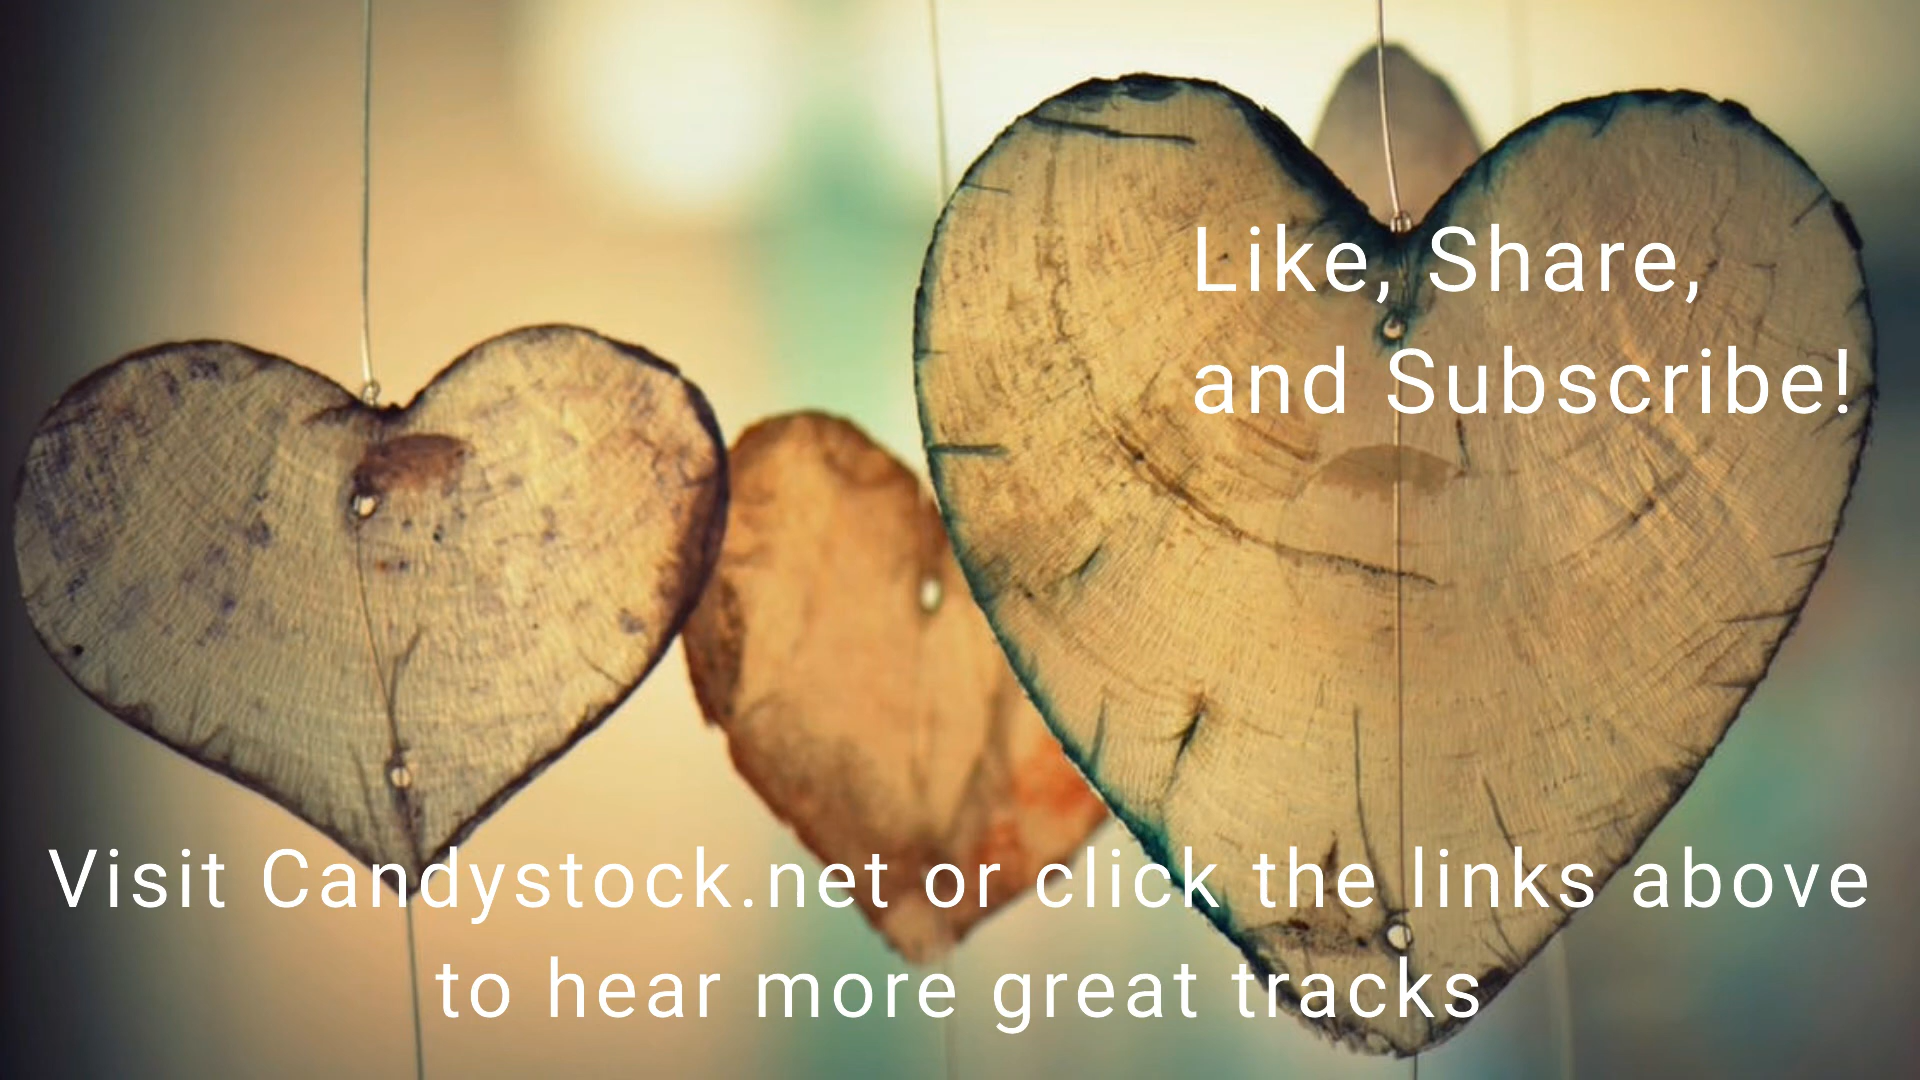 Like, Share,
and Subscribe!
Visit Candystock.net or click the links above
to hear more great tracks